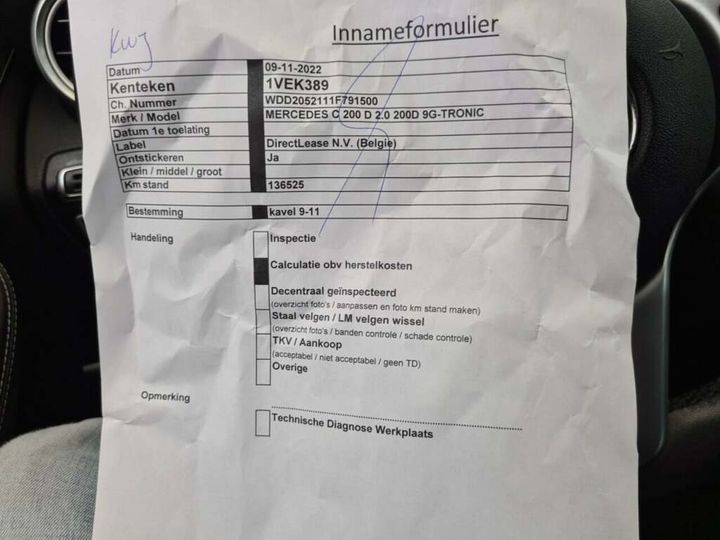 Innameformulier
Kwj
Datum 09-11-2022
Kenteken 1VEK389
Ch. Nummer WDD2052111F791500
Merk / Model MERCEDES C 200 D 2.0 200D 9G-TRONIC
Datum 1e toelating
Label DirectLease N.V. (Belgie)
Ontstickeren Ja
Klein / middel / groot
Km stand 136525
Bestemming kavel 9-11
Handeling Inspectie
Calculatie obv herstelkosten
Decentraal geïnspecteerd
(overzicht foto's / aanpassen en foto km stand maken)
Staal velgen / LM velgen wissel
(overzicht foto's / banden controle / schade controle)
TKV / Aankoop
(acceptabel / niet acceptabel / geen TD)
Overige
Opmerking
Technische Diagnose Werkplaats